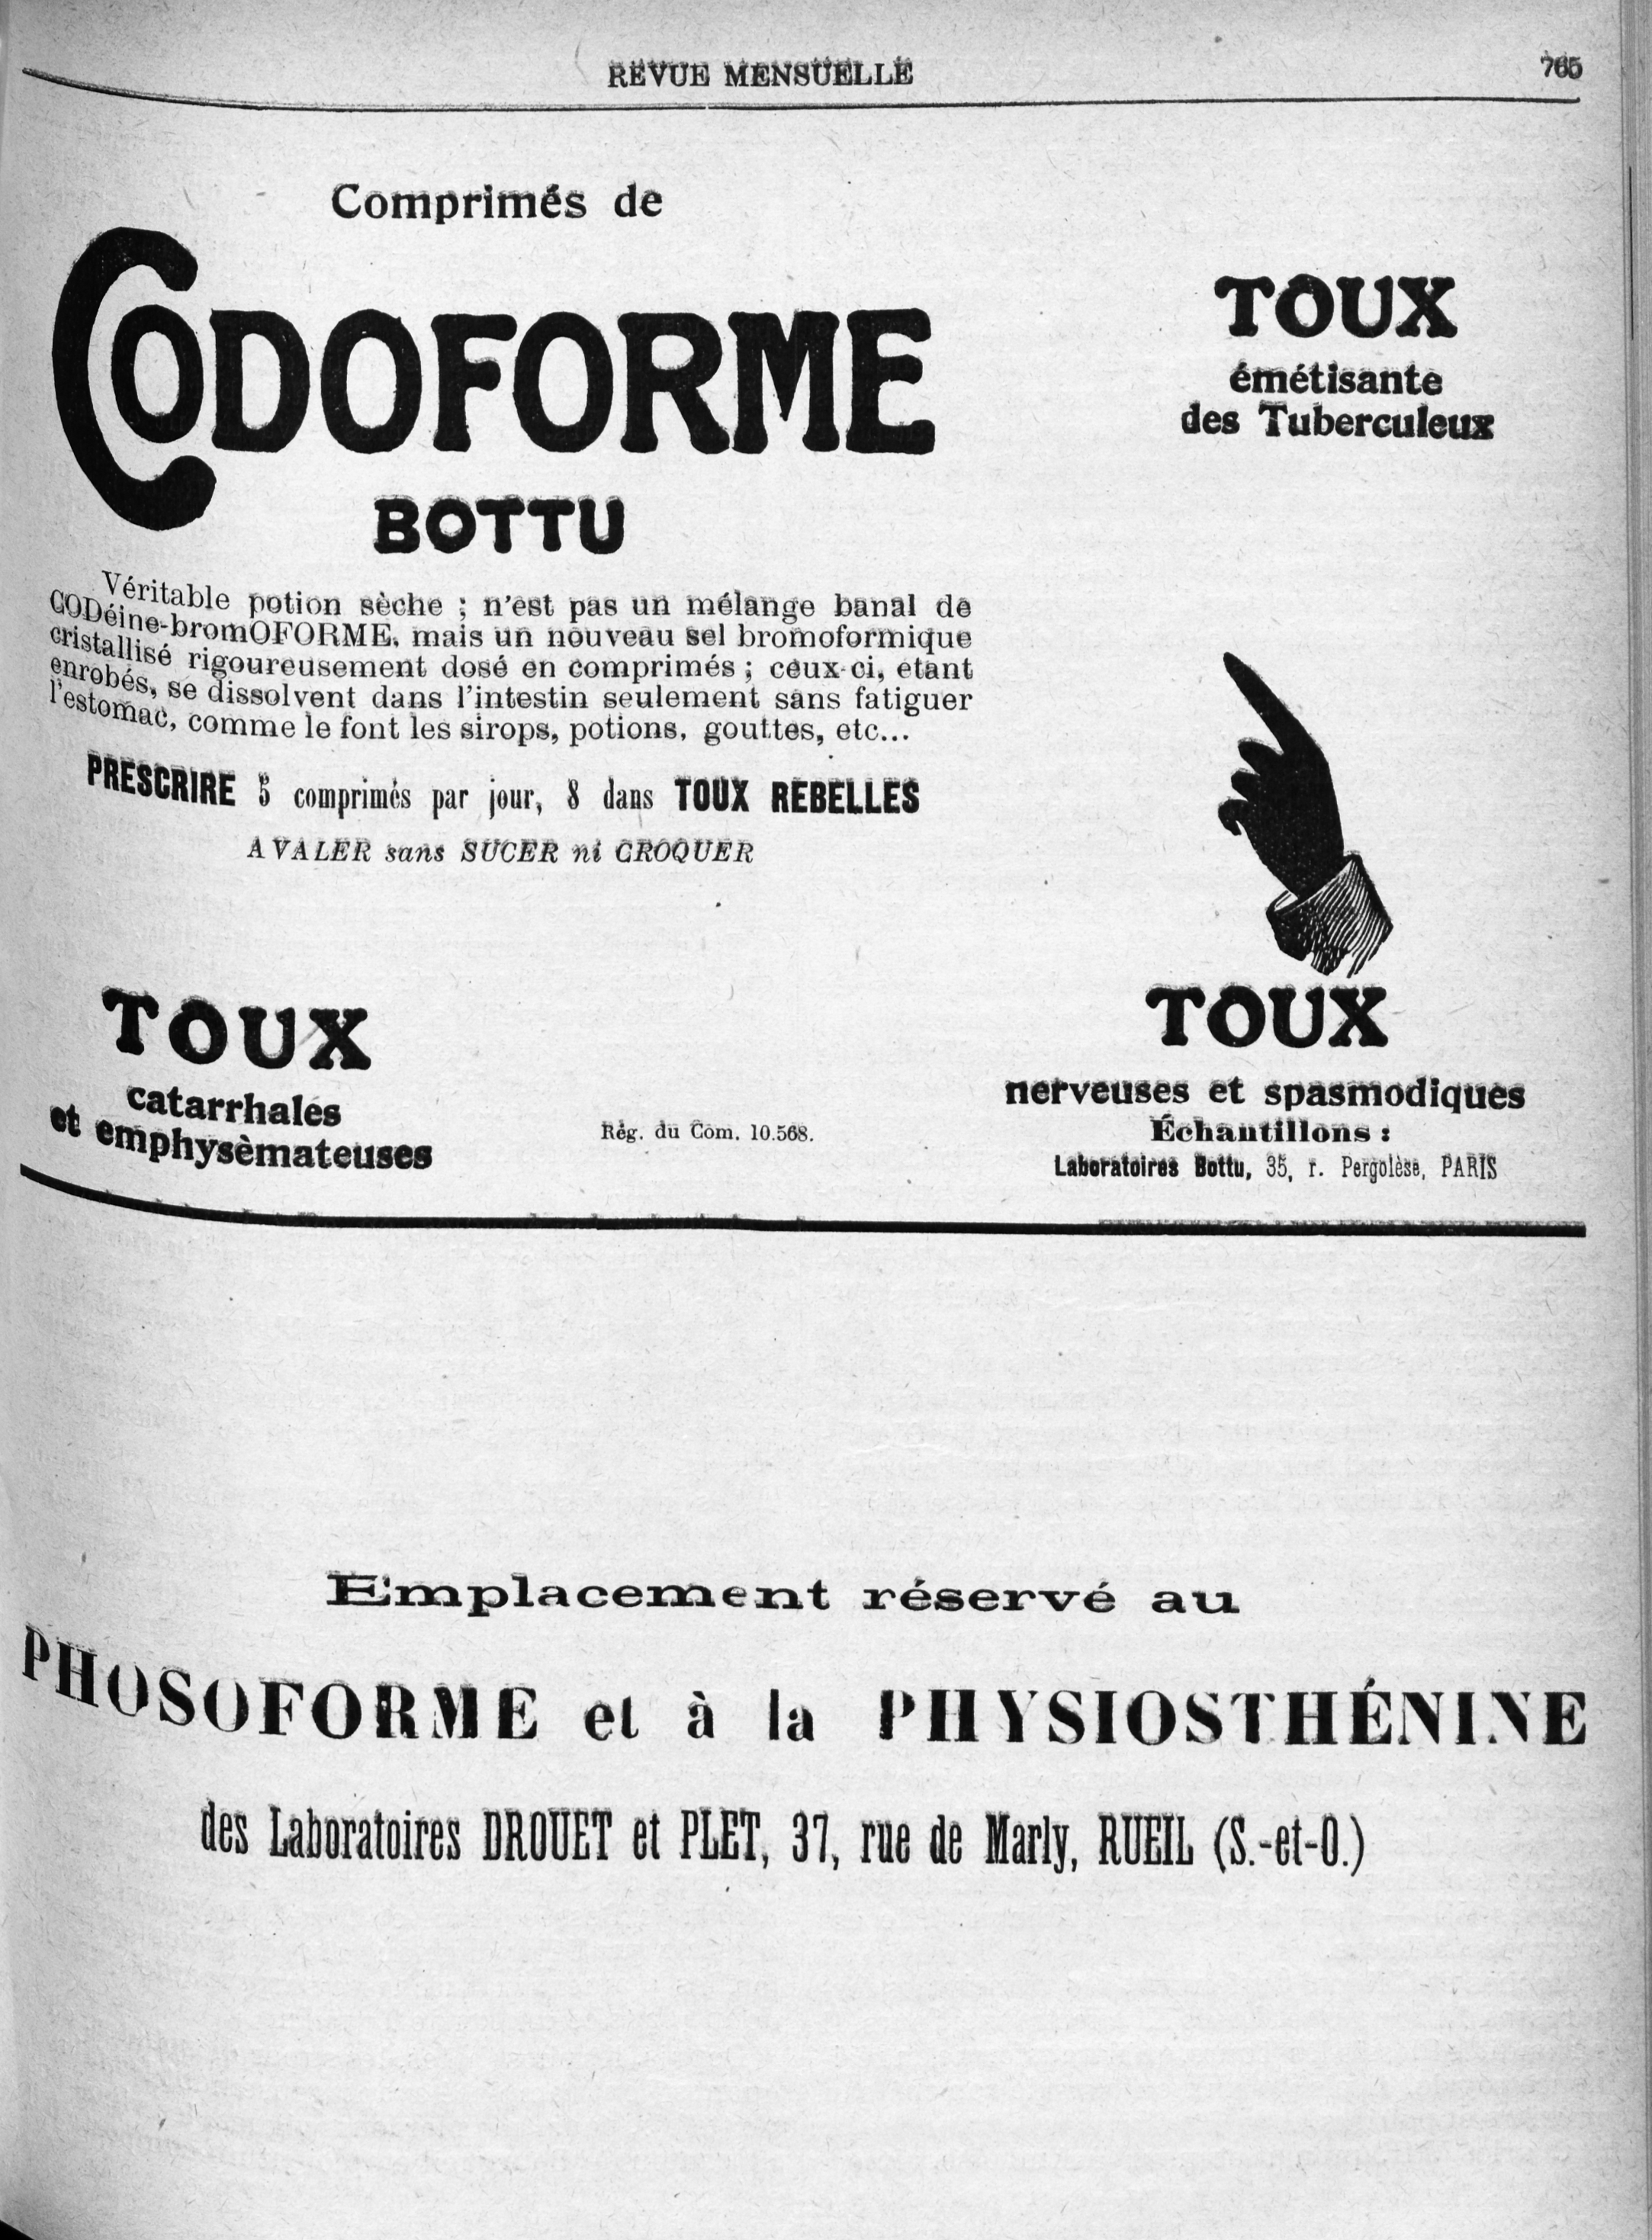 REVUE MENSUELLE
765
Comprimés de
CODOFORME
BOTTU
Véritable potion sèche ; n'est pas un mélange banal de
CODéine-bromOFORME, mais un nouveau sel bromoformique
cristallisé rigoureusement dosé en comprimés ; ceux-ci, étant
enrobés, se dissolvent dans l'intestin seulement sans fatiguer
l'estomac, comme le font les sirops, potions, gouttes, etc...
PRESCRIRE 5 comprimés par jour, 8 dans TOUX REBELLES
AVALER sans SUCER ni CROQUER
TOUX
émétisante
des Tuberculeux
TOUX
catarrhales
et emphysèmateuses
Rég. du Com. 10.568.
TOUX
nerveuses et spasmodiques
Échantillons :
Laboratoires Bottu, 35, r. Pergolèse, PARIS
Emplacement réservé au
PHOSOFORME et à la PHYSIOSTHÉNINE
des Laboratoires DROUET et PLET, 37, rue de Marly, RUEIL (S.-et-O.)